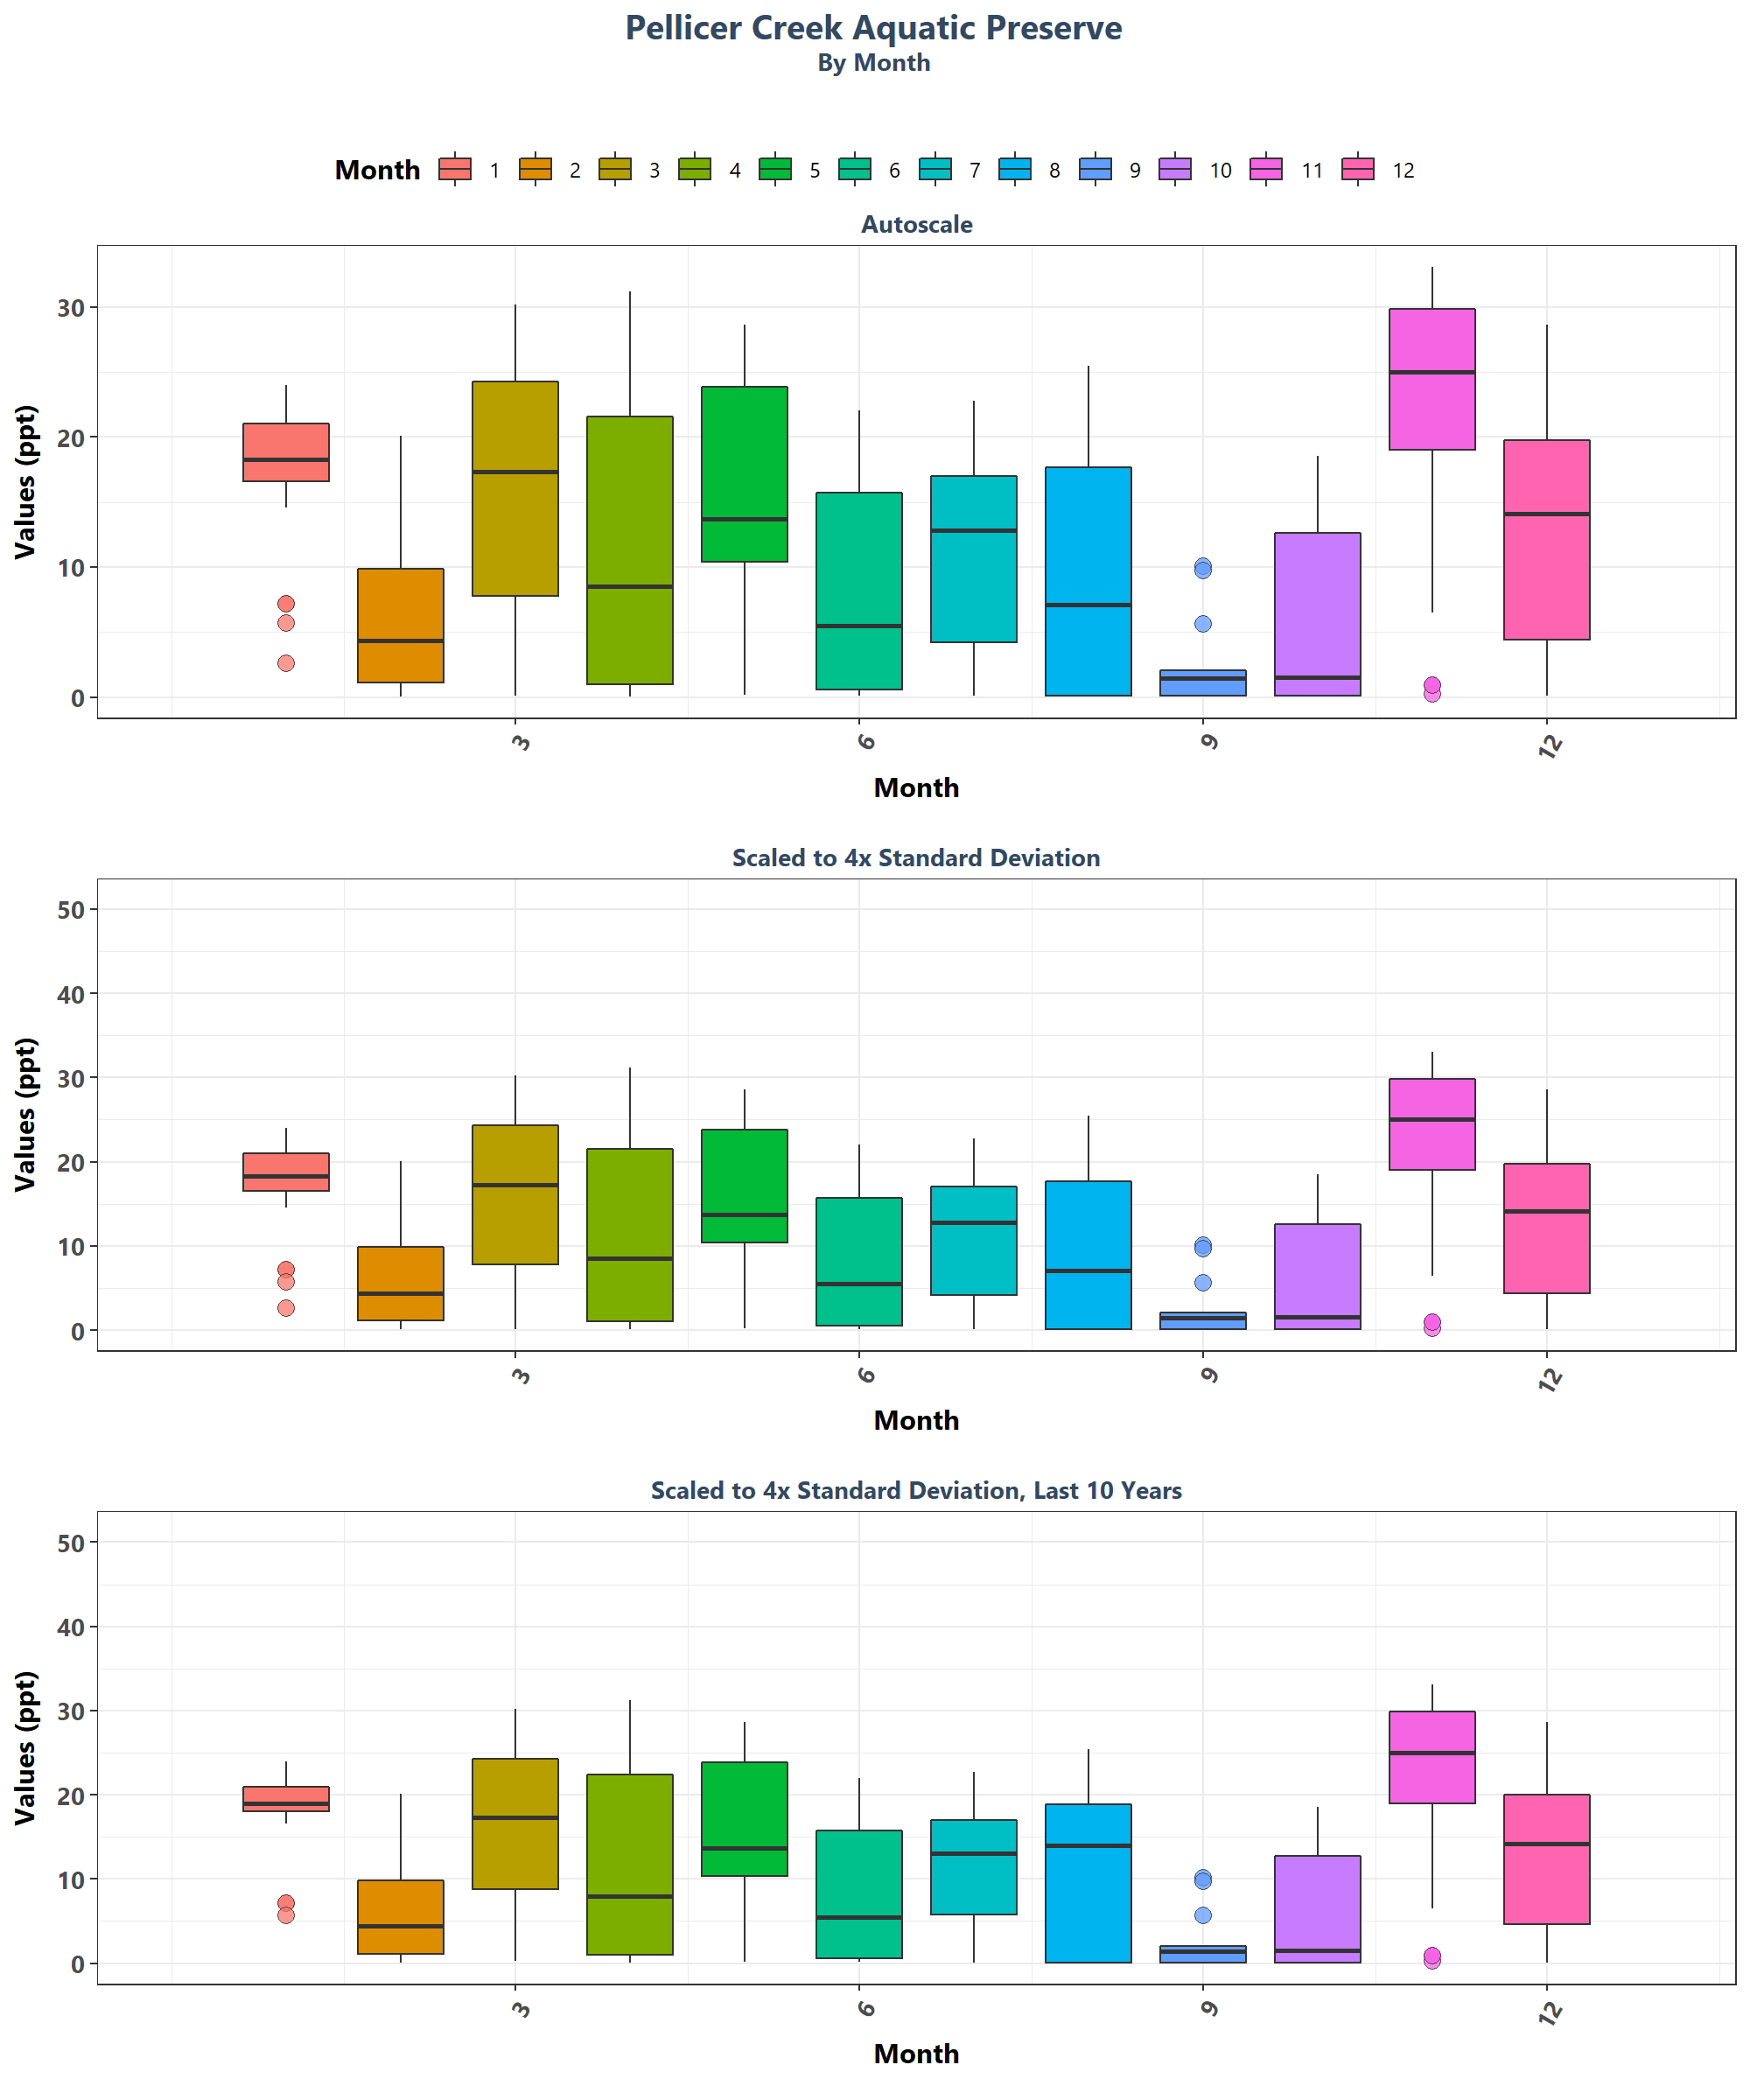 Pellicer Creek Aquatic Preserve
By Month
Month 1 2 3 4 5 6 7 8 9 10 11 12
Autoscale
Values (ppt)
30
20
10
0
3 6 9 12
Month
Scaled to 4x Standard Deviation
Values (ppt)
50
40
30
20
10
0
3 6 9 12
Month
Scaled to 4x Standard Deviation, Last 10 Years
Values (ppt)
50
40
30
20
10
0
3 6 9 12
Month